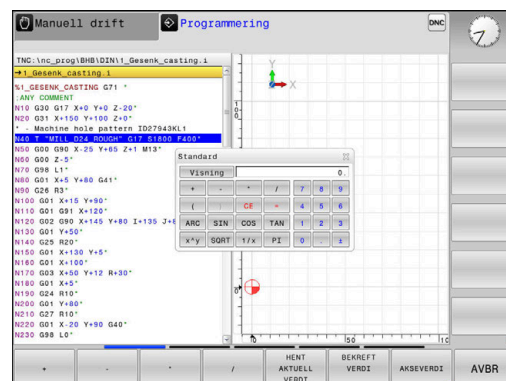 Manuell drift
Programmering
DNC
TNC:\nc_prog\BHB\DIN\1_Gesenk_casting.i
→1_Gesenk_casting.i
%1_GESENK_CASTING G71 *
;ANY COMMENT
N10 G30 G17 X+0 Y+0 Z-20*
N20 G31 X+150 Y+100 Z+0*
* - Machine hole pattern ID27943KL1
N40 T "MILL_D24_ROUGH" G17 S1800 F400*
N50 G00 G90 X-25 Y+65 Z+1 M13*
N60 G00 Z-5*
N70 G98 L1*
N80 G01 X+5 Y+80 G41*
N90 G26 R3*
N100 G01 X+15 Y+90*
N110 G01 G91 X+120*
N120 G02 G90 X+145 Y+80 I+135 J+8
N130 G01 Y+50*
N140 G25 R20*
N150 G01 X+130 Y+5*
N160 G01 X+100*
N170 G03 X+50 Y+12 R+30*
N180 G01 X+5*
N190 G24 R10*
N200 G01 Y+80*
N210 G27 R10*
N220 G01 X-20 Y+90 G40*
N230 G98 L0*
Y
X
100
0
0
50
10
Standard
Visning 0.
+ - * / 7 8 9
( ) CE = 4 5 6
ARC SIN COS TAN 1 2 3
x^y SQRT 1/x PI 0 . ±
+
-
*
/
HENT
AKTUELL
VERDI
BEKREFT
VERDI
AKSEVERDI
AVBR